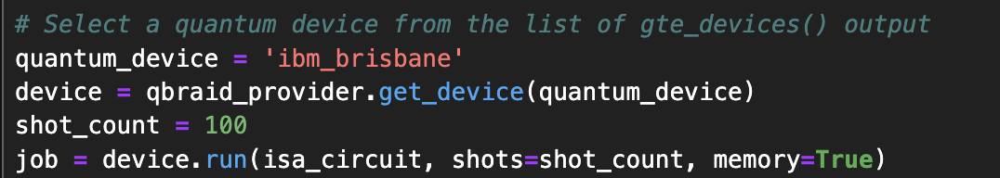 # Select a quantum device from the list of gte_devices() output
quantum_device = 'ibm_brisbane'
device = qbraid_provider.get_device(quantum_device)
shot_count = 100
job = device.run(isa_circuit, shots=shot_count, memory=True)